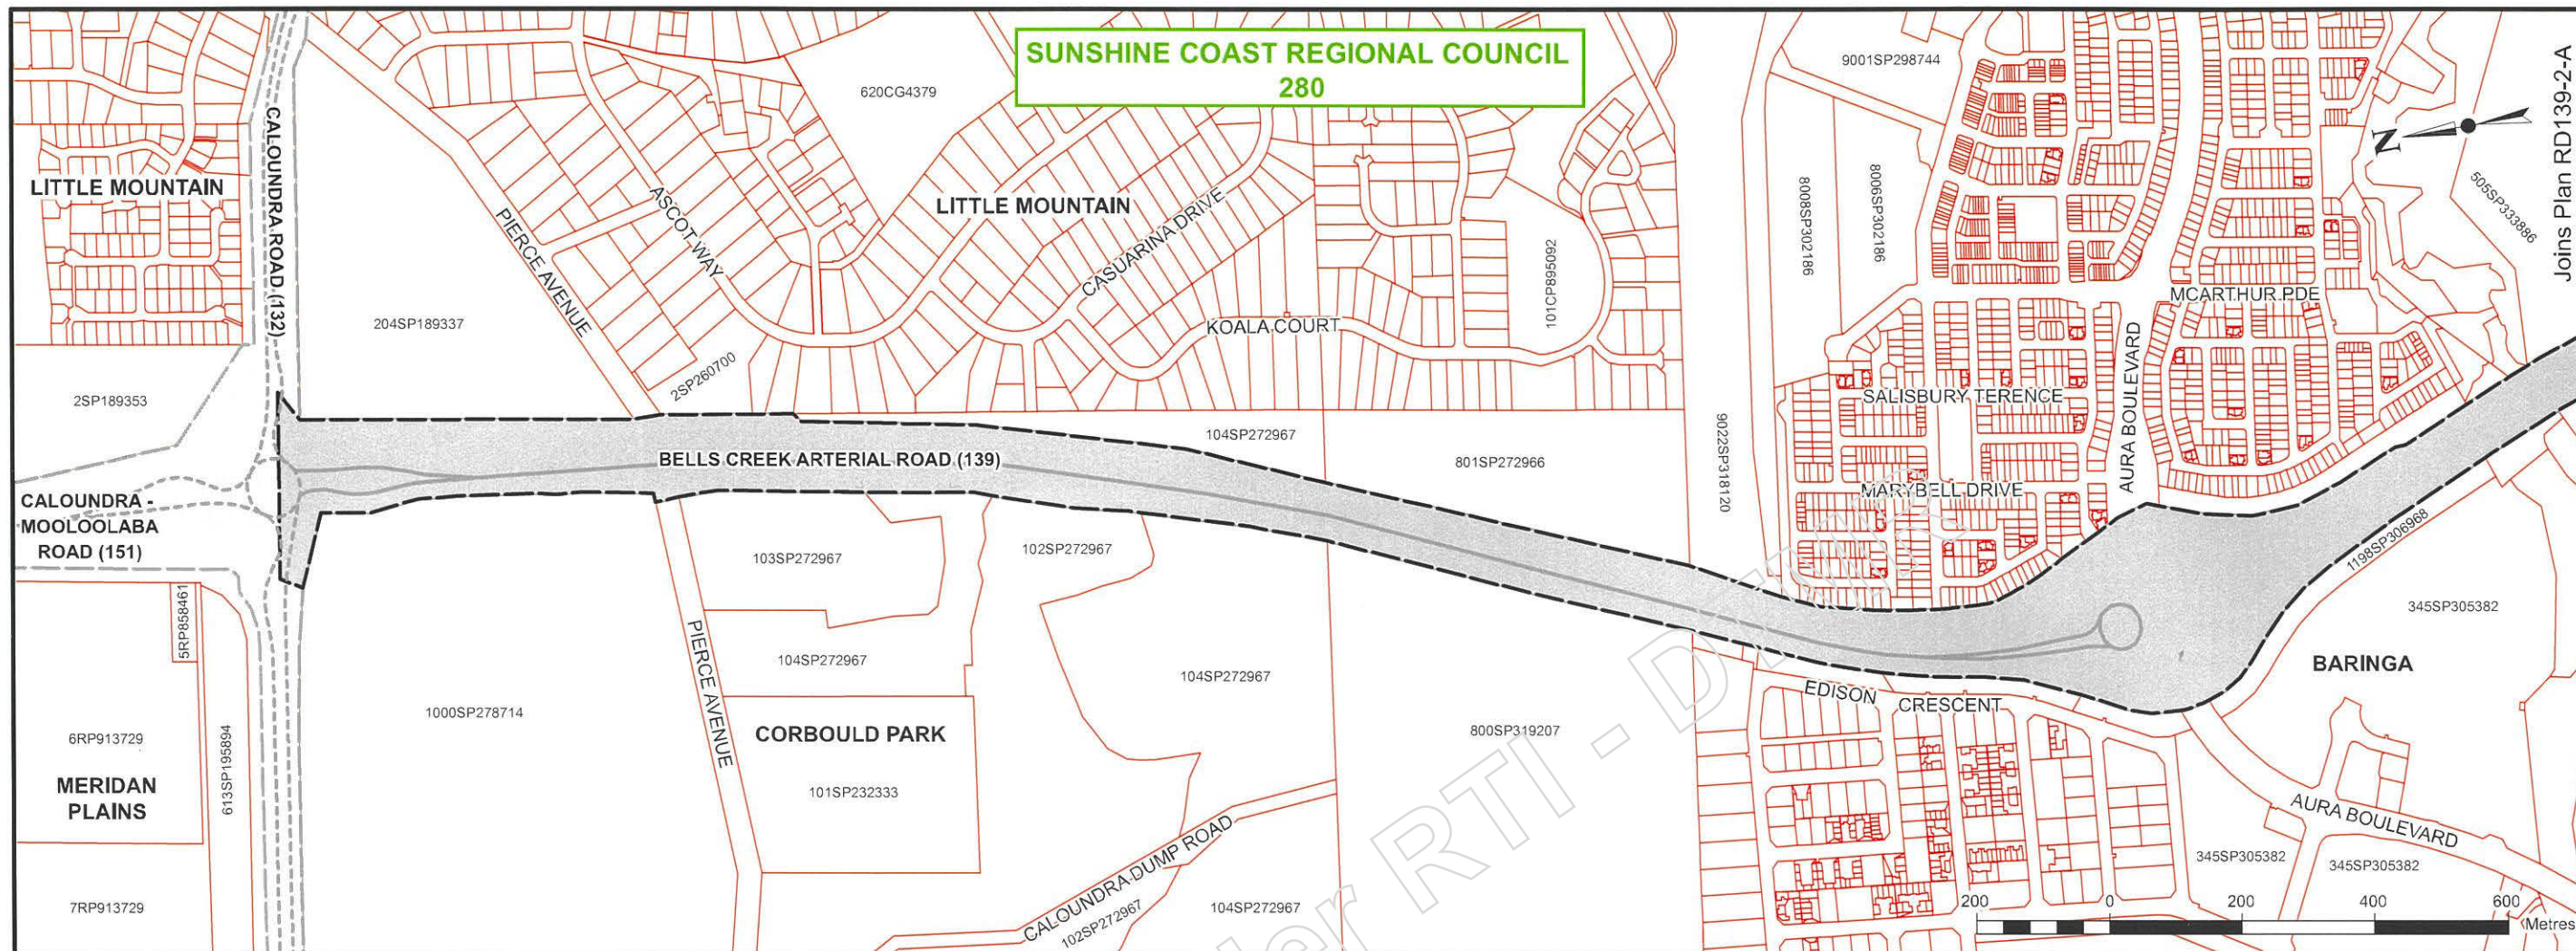 SUNSHINE COAST REGIONAL COUNCIL
280
LITTLE MOUNTAIN
CALOUNDRA ROAD (132)
204SP189337
2SP189353
PIERCE AVENUE
ASCOT WAY
2SP260700
620CG4379
LITTLE MOUNTAIN
CASUARINA DRIVE
KOALA COURT
101CP895092
9001SP298744
8008SP302186
8006SP302186
N
505SP333886
Joins Plan RD139-2-A
MCARTHUR PDE
SALISBURY TERENCE
AURA BOULEVARD
MARYBELL DRIVE
9022SP318120
104SP272967
801SP272966
BELLS CREEK ARTERIAL ROAD (139)
CALOUNDRA -
MOOLOOLABA
ROAD (151)
5RP858461
613SP195894
6RP913729
MERIDAN
PLAINS
7RP913729
1000SP278714
PIERCE AVENUE
103SP272967
102SP272967
104SP272967
CORBOULD PARK
101SP232333
104SP272967
CALOUNDRA DUMP ROAD
102SP272967
104SP272967
800SP319207
EDISON CRESCENT
1198SP306968
345SP305382
BARINGA
AURA BOULEVARD
345SP305382
345SP305382
200 0 200 400 600
Metres
er RTI - DTMR